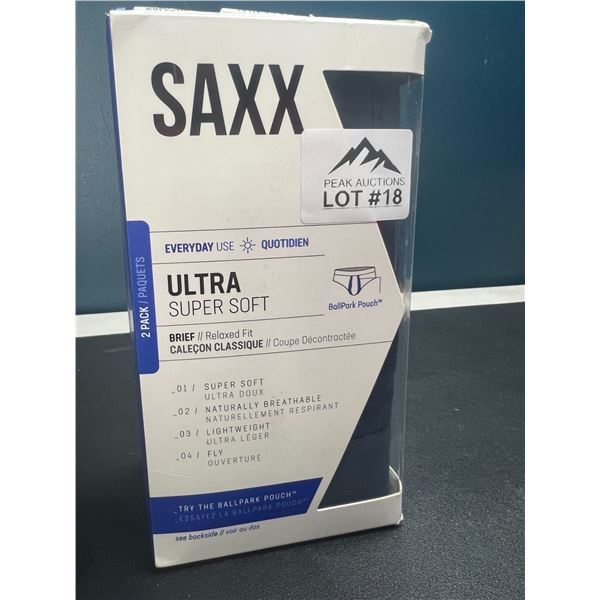 SAXX
PEAK AUCTIONS
LOT #18
EVERYDAY USE QUOTIDIEN
2 PACK / PAQUETS
ULTRA
SUPER SOFT
BallPark Pouch™
BRIEF // Relaxed Fit
CALEÇON CLASSIQUE // Coupe Décontractée
_01 / SUPER SOFT
ULTRA DOUX
_02 / NATURALLY BREATHABLE
NATURELLEMENT RESPIRANT
_03 / LIGHTWEIGHT
ULTRA LÉGER
_04 / FLY
OUVERTURE
_TRY THE BALLPARK POUCH™
_ESSAYEZ LA BALLPARK POUCH™
see backside // voir au dos